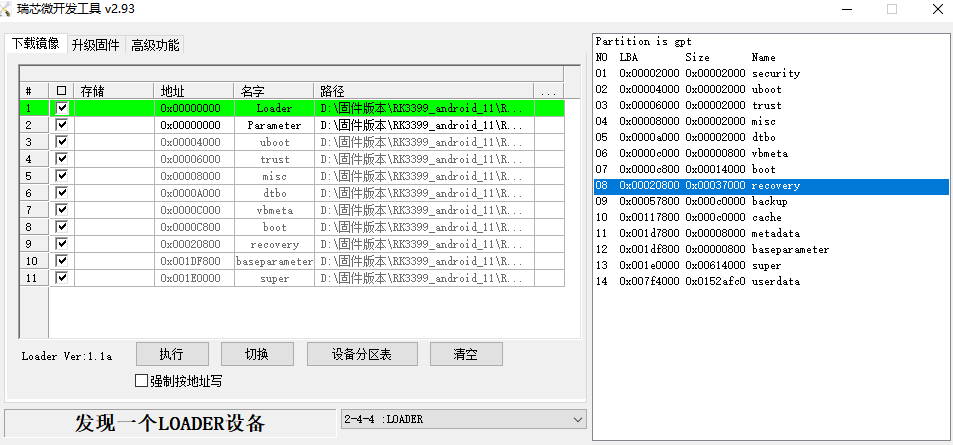 瑞芯微开发工具 v2.93
下载镜像 升级固件 高级功能
# 存储 地址 名字 路径 ...
1 0x00000000 Loader D:\固件版本\RK3399_android_11\R...
2 0x00000000 Parameter D:\固件版本\RK3399_android_11\R...
3 0x00004000 uboot D:\固件版本\RK3399_android_11\R...
4 0x00006000 trust D:\固件版本\RK3399_android_11\R...
5 0x00008000 misc D:\固件版本\RK3399_android_11\R...
6 0x0000A000 dtbo D:\固件版本\RK3399_android_11\R...
7 0x0000C000 vbmeta D:\固件版本\RK3399_android_11\R...
8 0x0000C800 boot D:\固件版本\RK3399_android_11\R...
9 0x00020800 recovery D:\固件版本\RK3399_android_11\R...
10 0x001DF800 baseparameter D:\固件版本\RK3399_android_11\R...
11 0x001E0000 super D:\固件版本\RK3399_android_11\R...
Loader Ver:1.1a 执行 切换 设备分区表 清空
强制按地址写
发现一个LOADER设备 2-4-4 :LOADER
Partition is gpt
NO LBA Size Name
01 0x00002000 0x00002000 security
02 0x00004000 0x00002000 uboot
03 0x00006000 0x00002000 trust
04 0x00008000 0x00002000 misc
05 0x0000a000 0x00002000 dtbo
06 0x0000c000 0x00000800 vbmeta
07 0x0000c800 0x00014000 boot
08 0x00020800 0x00037000 recovery
09 0x00057800 0x000c0000 backup
10 0x00117800 0x000c0000 cache
11 0x001d7800 0x00008000 metadata
12 0x001df800 0x00000800 baseparameter
13 0x001e0000 0x00614000 super
14 0x007f4000 0x0152afc0 userdata